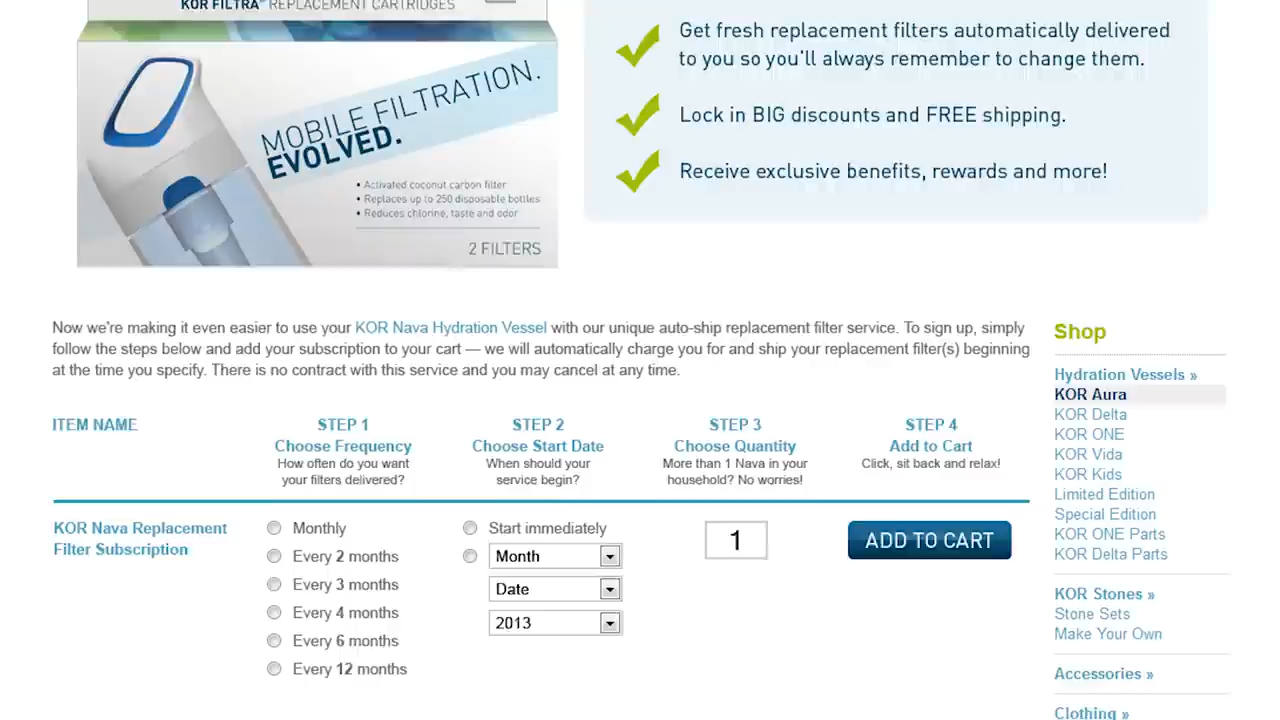 KOR FILTRA REPLACEMENT CARTRIDGES
MOBILE FILTRATION.
EVOLVED.
• Activated coconut carbon filter
• Replaces up to 250 disposable bottles
• Reduces chlorine, taste and odor
2 FILTERS
Get fresh replacement filters automatically delivered
to you so you'll always remember to change them.
Lock in BIG discounts and FREE shipping.
Receive exclusive benefits, rewards and more!
Now we're making it even easier to use your KOR Nava Hydration Vessel with our unique auto-ship replacement filter service. To sign up, simply
follow the steps below and add your subscription to your cart — we will automatically charge you for and ship your replacement filter(s) beginning
at the time you specify. There is no contract with this service and you may cancel at any time.
ITEM NAME
STEP 1
Choose Frequency
How often do you want
your filters delivered?
STEP 2
Choose Start Date
When should your
service begin?
STEP 3
Choose Quantity
More than 1 Nava in your
household? No worries!
STEP 4
Add to Cart
Click, sit back and relax!
KOR Nava Replacement
Filter Subscription
Monthly
Every 2 months
Every 3 months
Every 4 months
Every 6 months
Every 12 months
Start immediately
Month
Date
2013
1
ADD TO CART
Shop
Hydration Vessels »
KOR Aura
KOR Delta
KOR ONE
KOR Vida
KOR Kids
Limited Edition
Special Edition
KOR ONE Parts
KOR Delta Parts
KOR Stones »
Stone Sets
Make Your Own
Accessories »
Clothing »